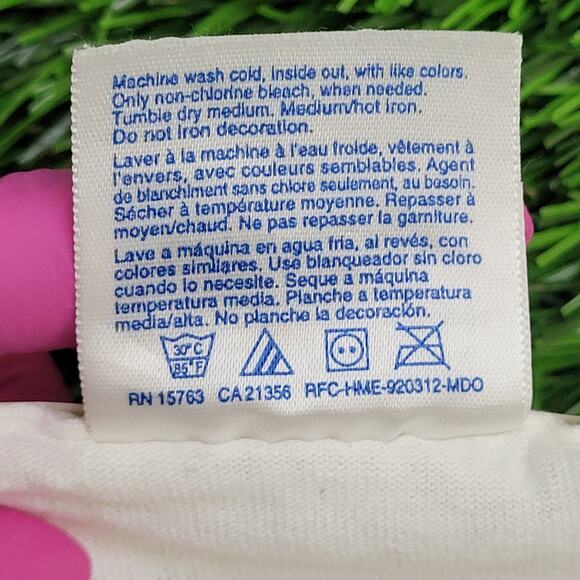 Machine wash cold, inside out, with like colors.
Only non-chlorine bleach, when needed.
Tumble dry medium. Medium/hot iron.
Do not iron decoration.
Laver à la machine à l'eau froide, vêtement à
l'envers, avec couleurs semblables. Agent
de blanchiment sans chlore seulement, au besoin.
Sécher à température moyenne. Repasser à
moyen/chaud. Ne pas repasser la garniture.
Lave a máquina en agua fria, al revés, con
colores similares. Use blanqueador sin cloro
cuando lo necesite. Seque a máquina
temperatura media. Planche a temperatura
media/alta. No planche la decoración.
30°C
85°F
RN 15763 CA 21356 RFC-HME-920312-MDO